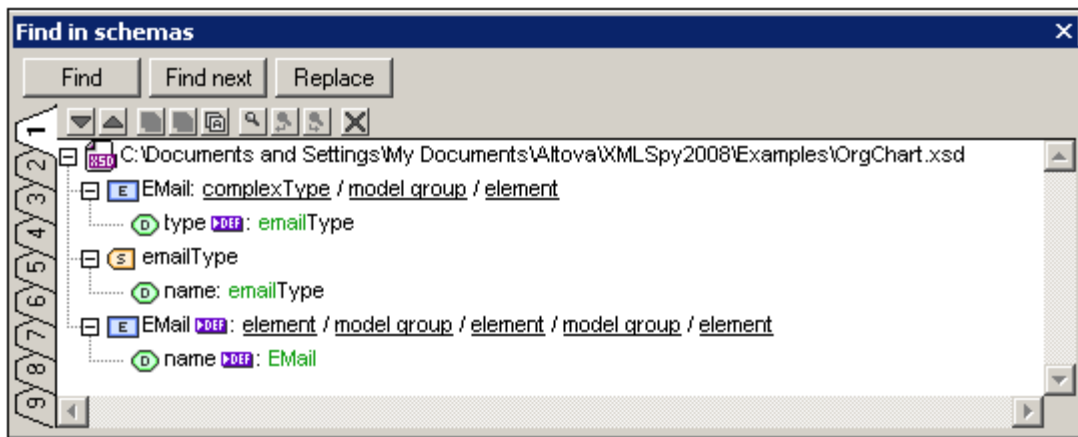 Find in schemas
Find Find next Replace
1
2
3
4
5
6
7
8
9
XSD C:\Documents and Settings\My Documents\Altova\XMLSpy2008\Examples\OrgChart.xsd
E EMail: complexType / model group / element
D type DEF: emailType
S emailType
D name: emailType
E EMail DEF: element / model group / element / model group / element
D name DEF: EMail